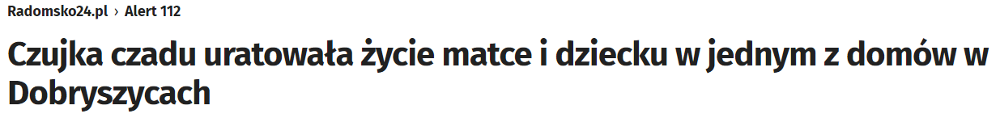 Radomsko24.pl › Alert 112
Czujka czadu uratowała życie matce i dziecku w jednym z domów w
Dobryszycach